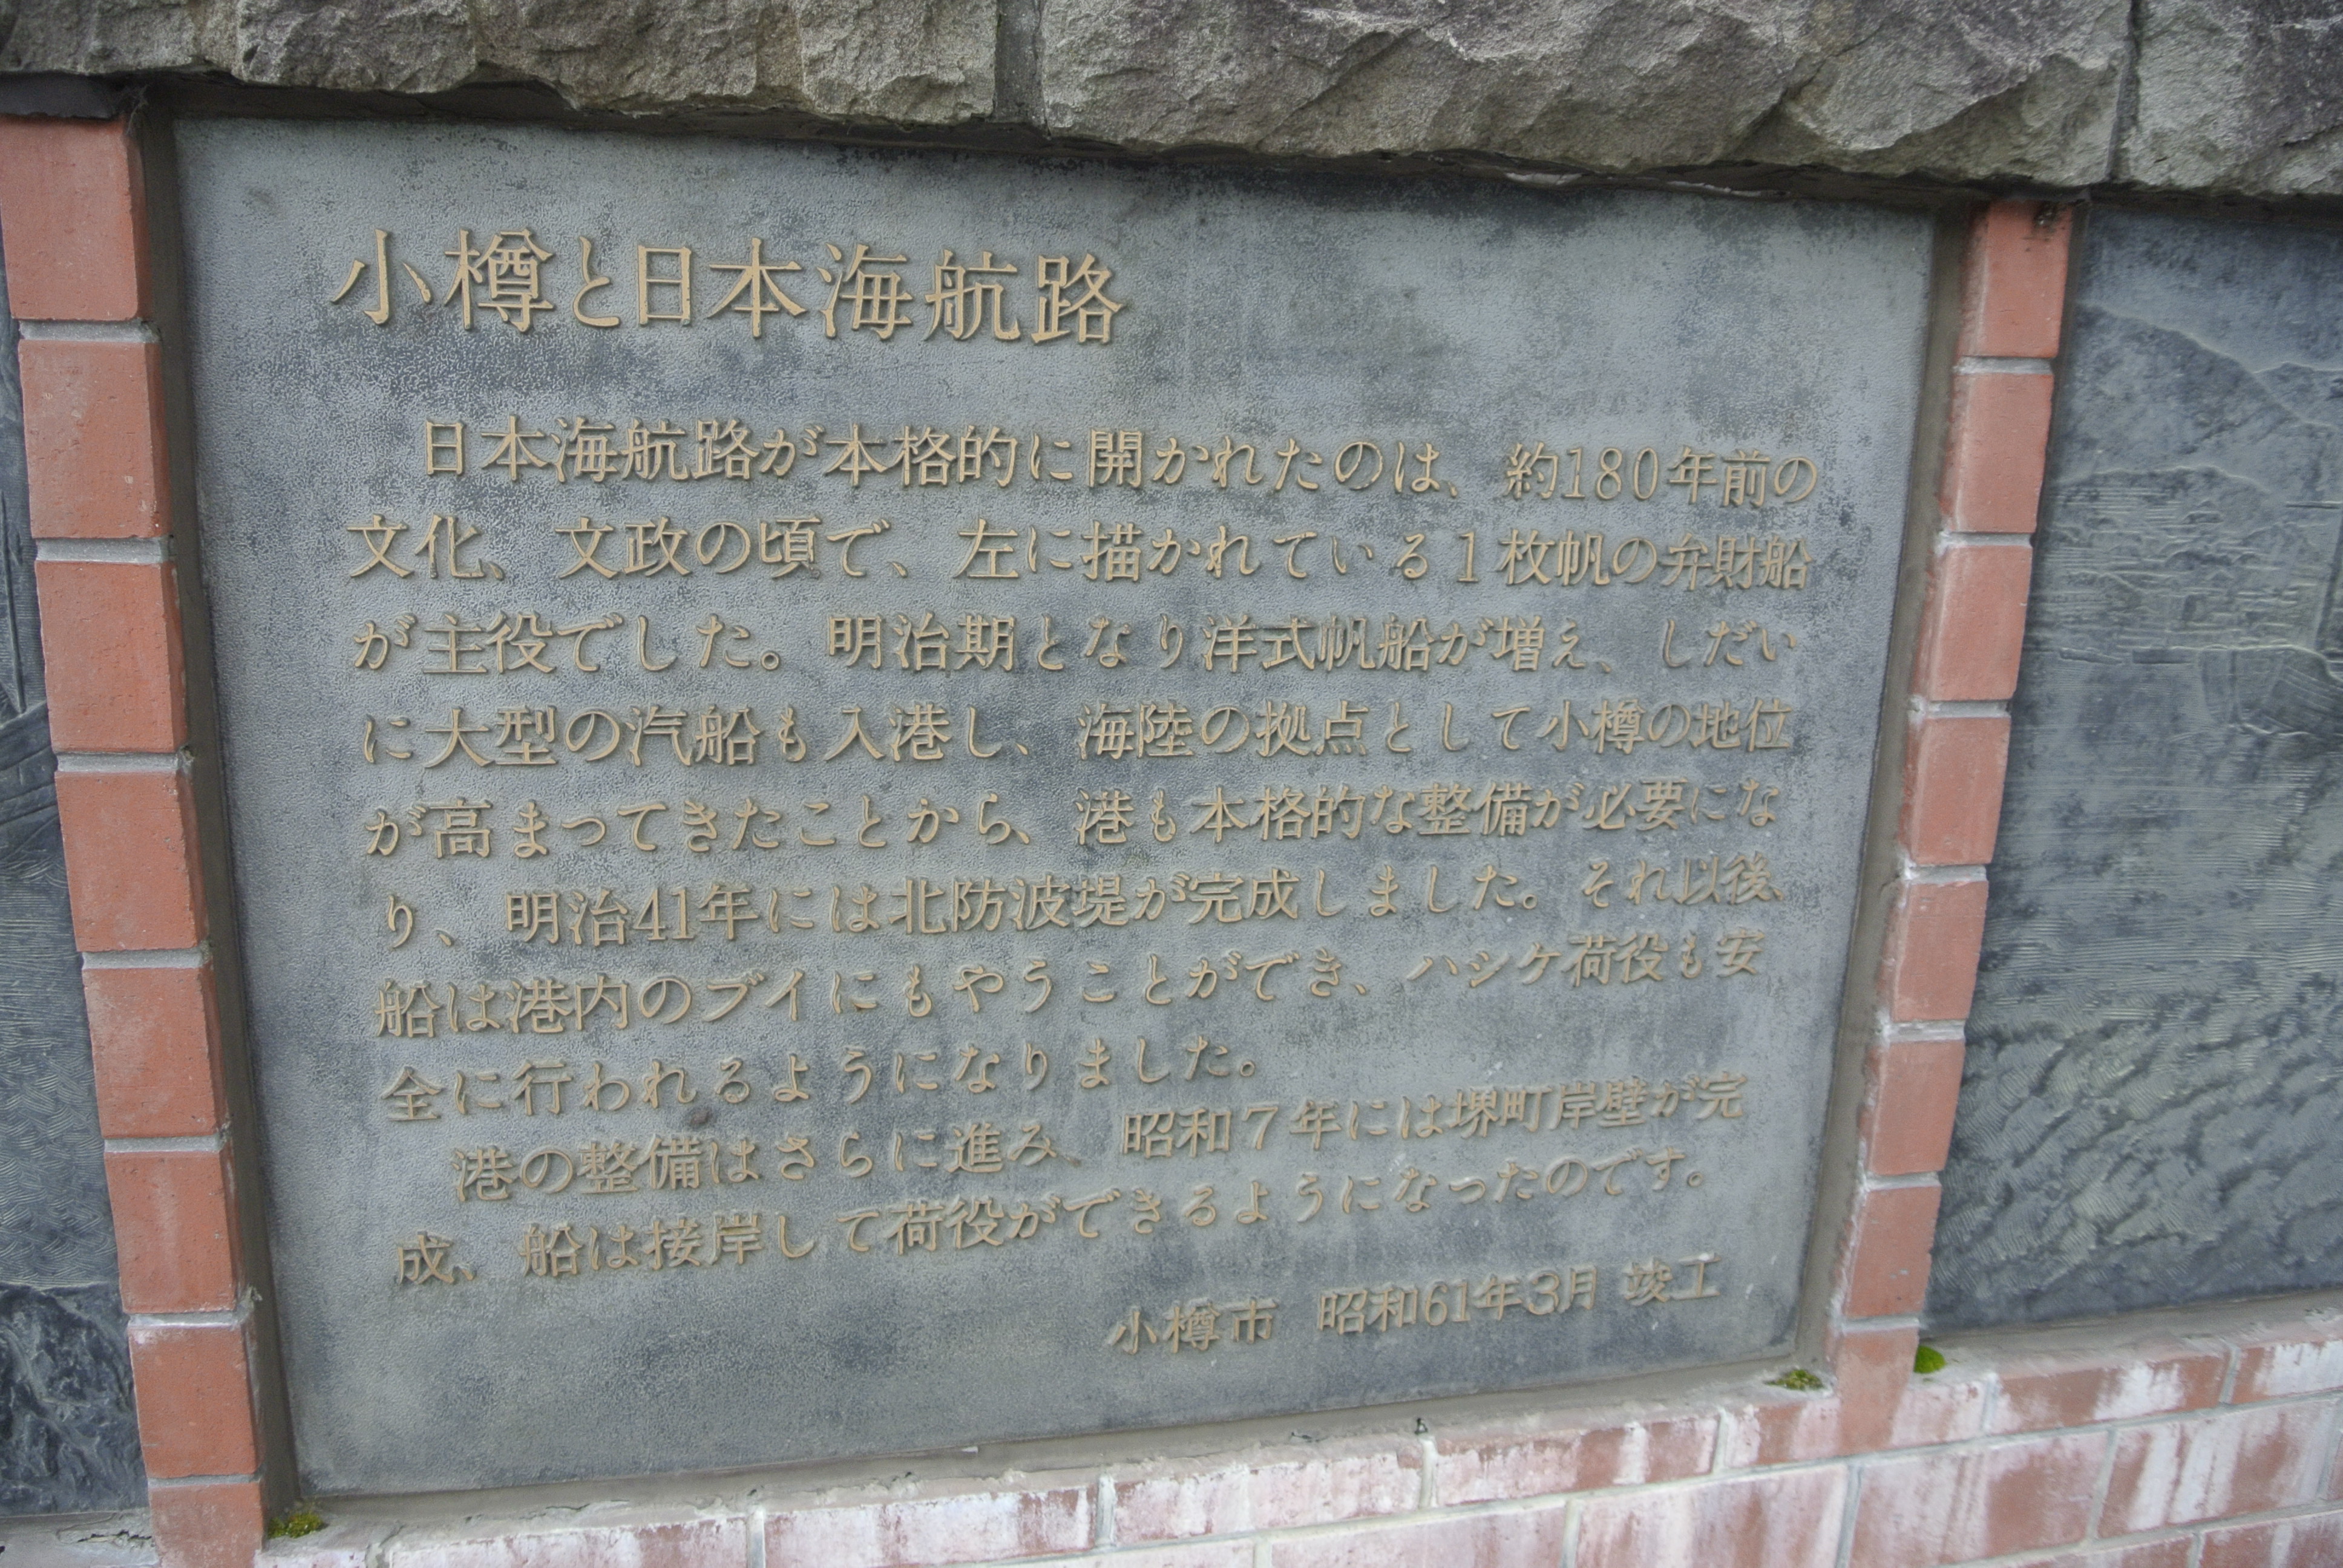 小樽と日本海航路
日本海航路が本格的に開かれたのは、約180年前の
文化、文政の頃で、左に描かれている1枚帆の弁財船
が主役でした。明治期となり洋式帆船が増え、しだい
に大型の汽船も入港し、海陸の拠点として小樽の地位
が高まってきたことから、港も本格的な整備が必要にな
り、明治41年には北防波堤が完成しました。それ以後、
船は港内のブイにもやうことができ、ハシケ荷役も安
全に行われるようになりました。
港の整備はさらに進み、昭和7年には堺町岸壁が完
成、船は接岸して荷役ができるようになったのです。
小樽市 昭和61年3月 竣工